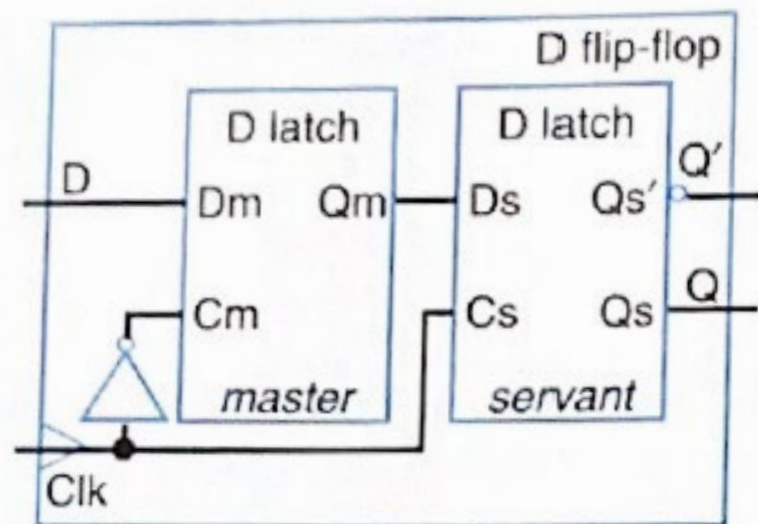 D flip-flop
D latch
D latch
Q′
D
Dm
Qm
Ds
Qs′
Q
Cm
Cs
Qs
master
servant
Clk